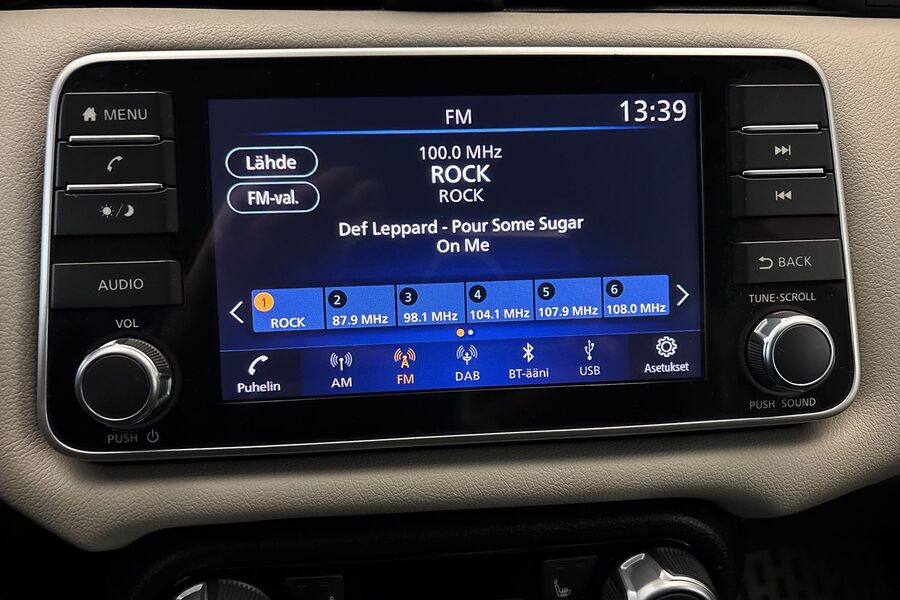 MENU
AUDIO
VOL
PUSH
FM
13:39
Lähde
FM-val.
100.0 MHz
ROCK
ROCK
Def Leppard - Pour Some Sugar
On Me
1 ROCK
2 87.9 MHz
3 98.1 MHz
4 104.1 MHz
5 107.9 MHz
6 108.0 MHz
Puhelin
AM
FM
DAB
BT-ääni
USB
Asetukset
BACK
TUNE·SCROLL
PUSH SOUND